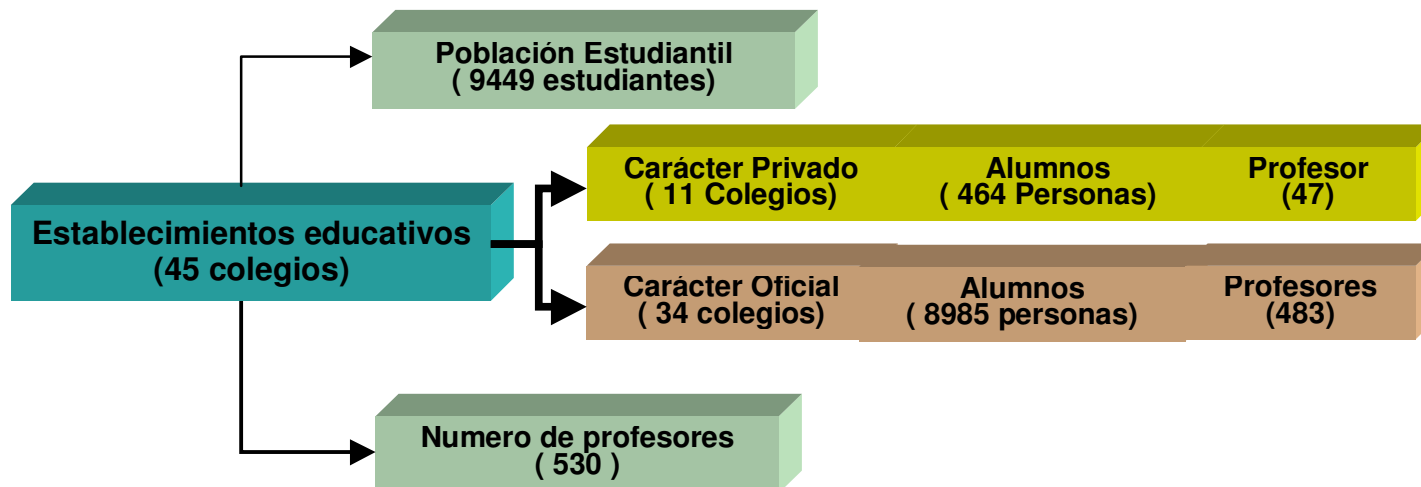 Población Estudiantil
( 9449 estudiantes)
Carácter Privado
( 11 Colegios)
Alumnos
( 464 Personas)
Profesor
(47)
Establecimientos educativos
(45 colegios)
Carácter Oficial
( 34 colegios)
Alumnos
( 8985 personas)
Profesores
(483)
Numero de profesores
( 530 )